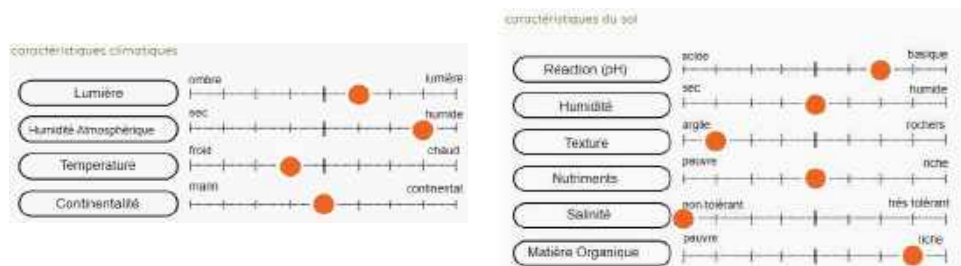 caractéristiques climatiques
Lumière
ombre
lumière
Humidité Atmosphérique
sec
humide
Temperature
froid
chaud
Continentalité
marin
continental
caractéristiques du sol
Réaction (pH)
acide
basique
Humidité
sec
humide
Texture
argile
rochers
Nutriments
pauvre
riche
Salinité
non tolérant
très tolérant
Matière Organique
pauvre
riche